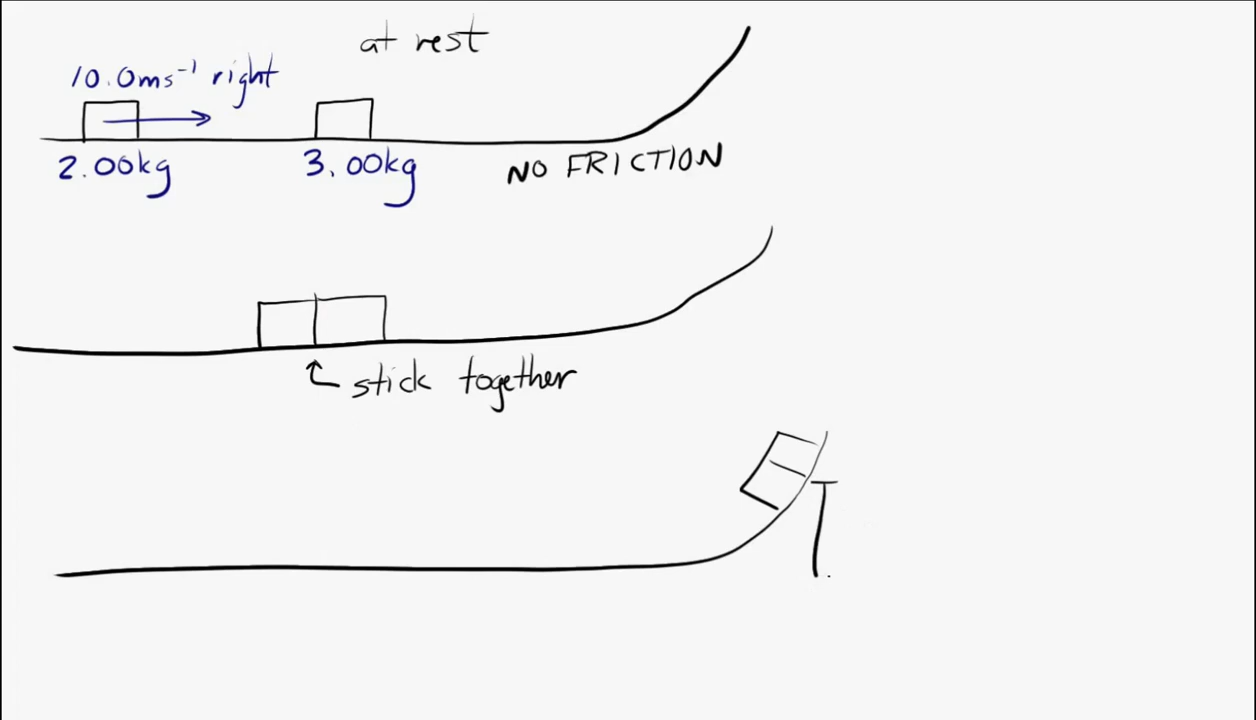 at rest
10.0ms⁻¹ right
2.00kg
3.00kg
NO FRICTION
stick together